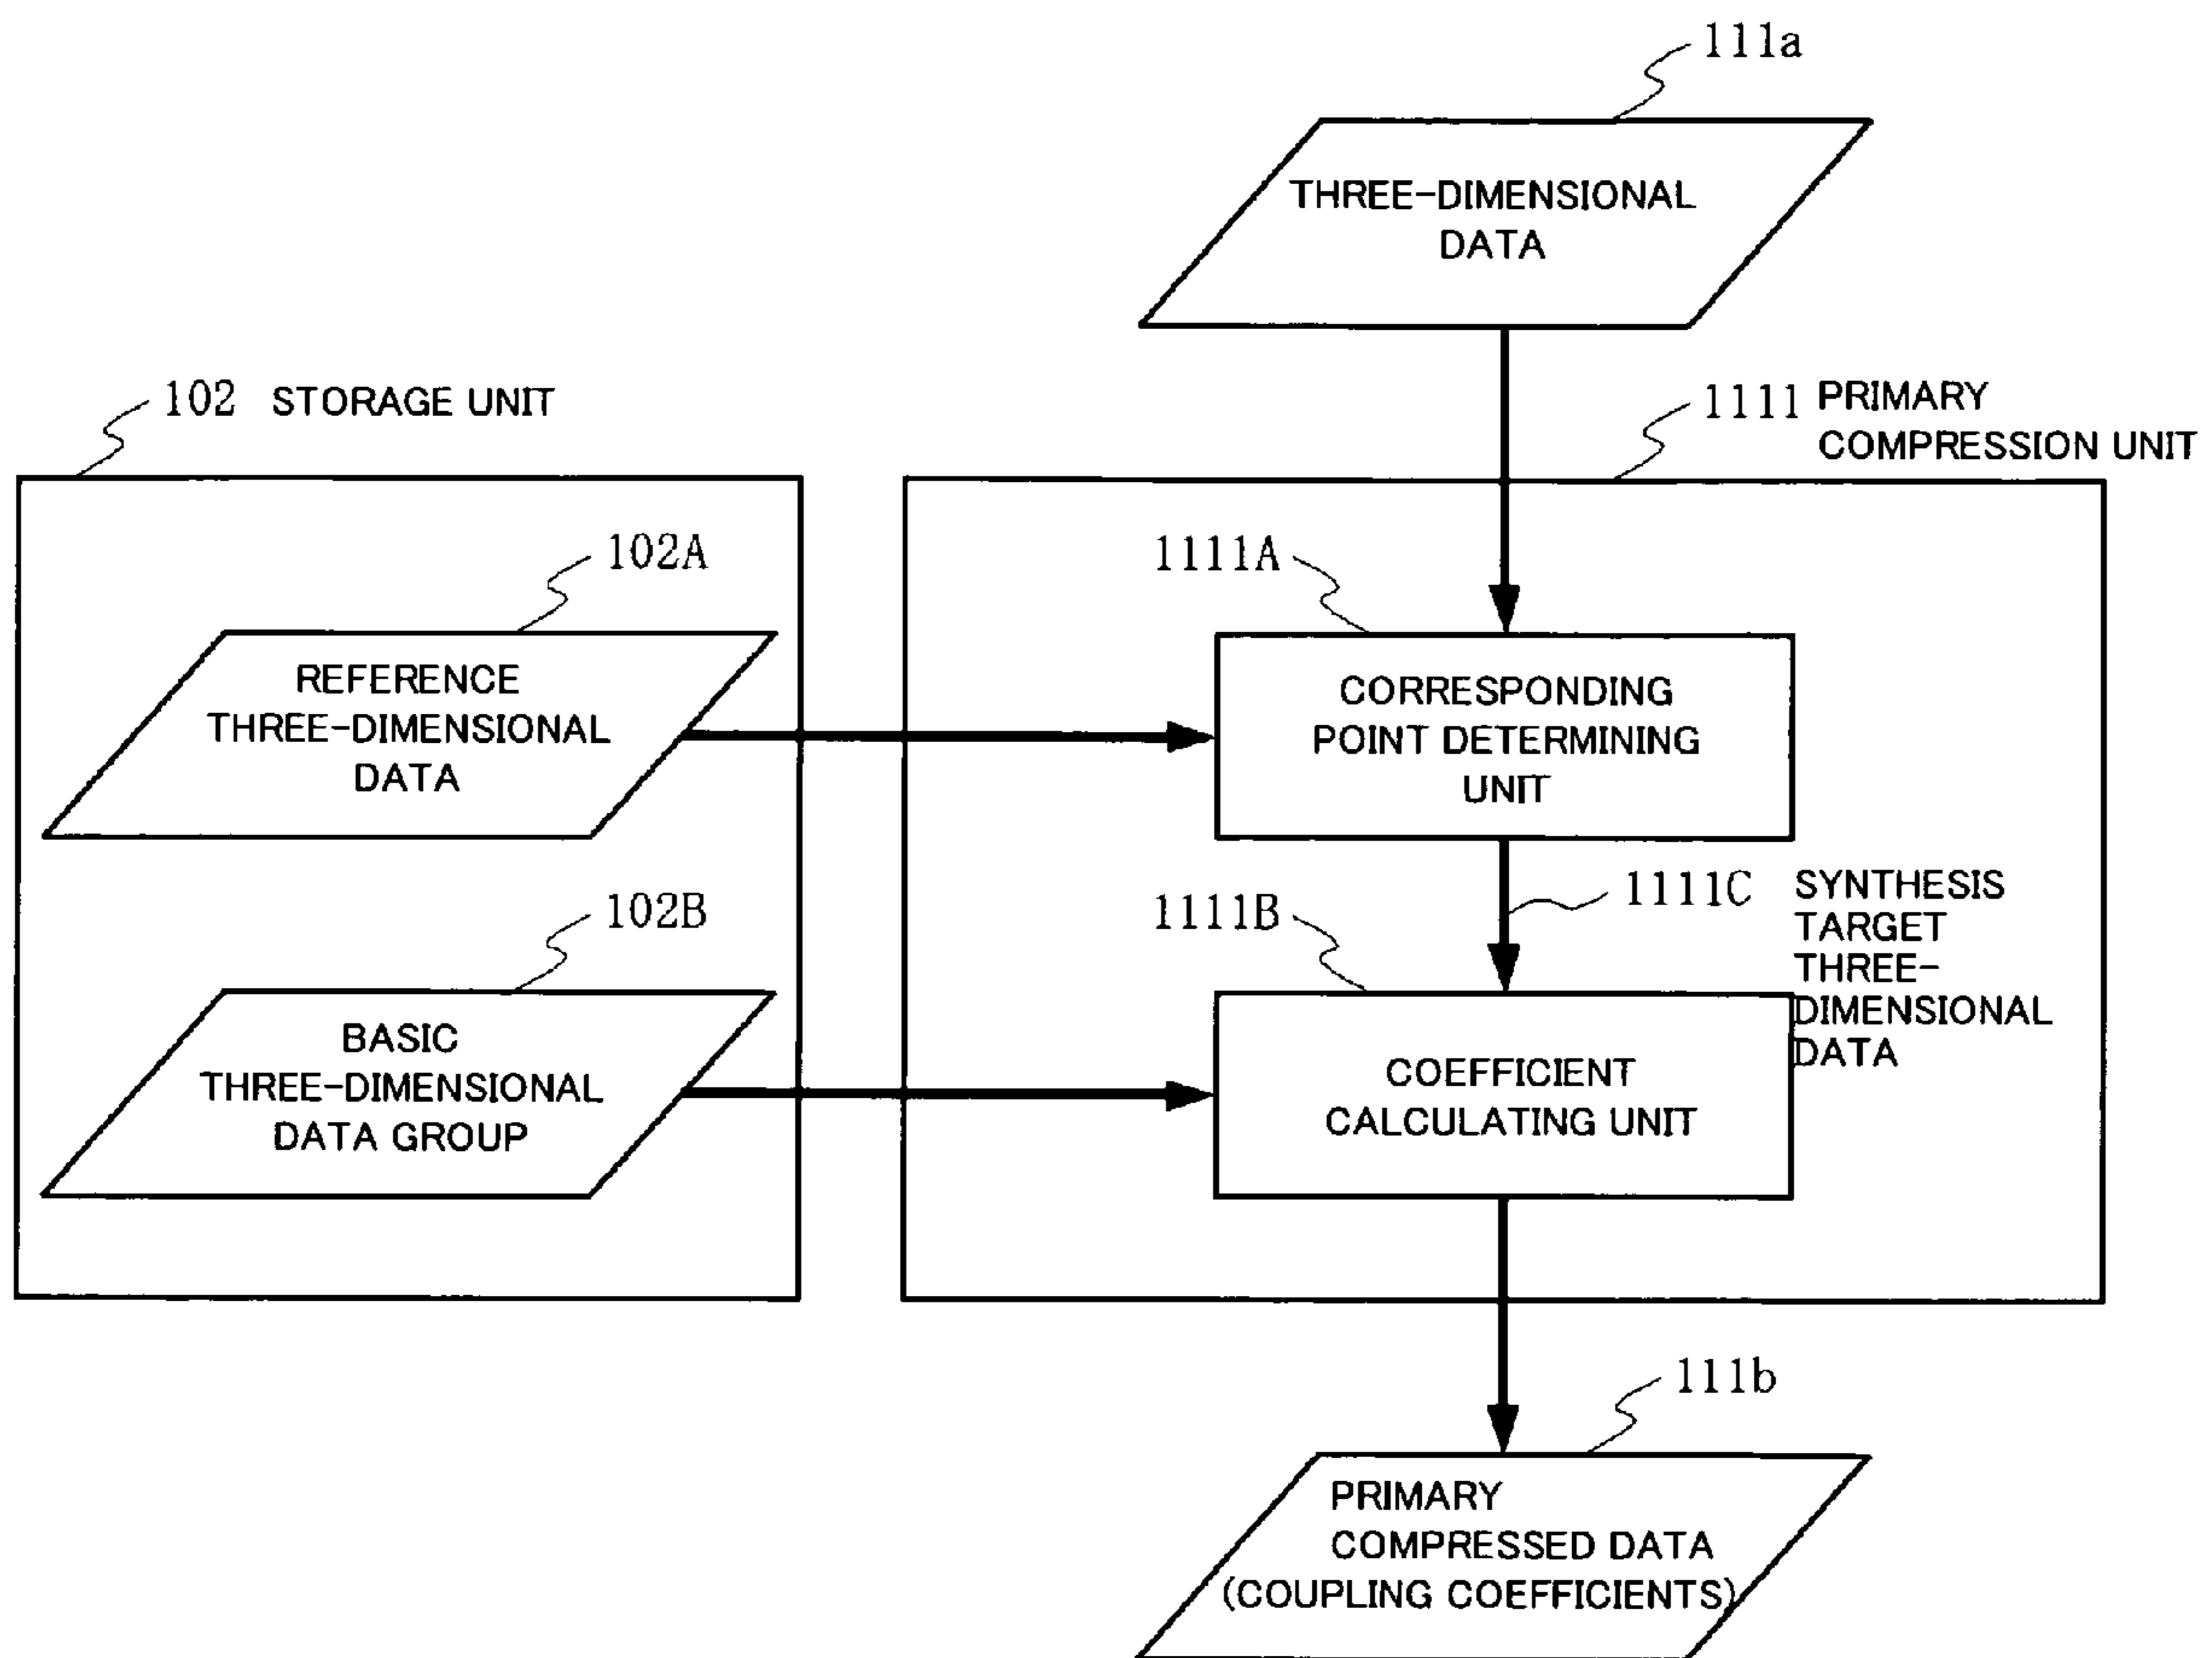 111a
THREE-DIMENSIONAL
DATA
102 STORAGE UNIT
1111 PRIMARY
COMPRESSION UNIT
102A
REFERENCE
THREE-DIMENSIONAL
DATA
1111A
CORRESPONDING
POINT DETERMINING
UNIT
102B
BASIC
THREE-DIMENSIONAL
DATA GROUP
1111B
1111C SYNTHESIS
TARGET
THREE-
DIMENSIONAL
DATA
COEFFICIENT
CALCULATING UNIT
111b
PRIMARY
COMPRESSED DATA
(COUPLING COEFFICIENTS)